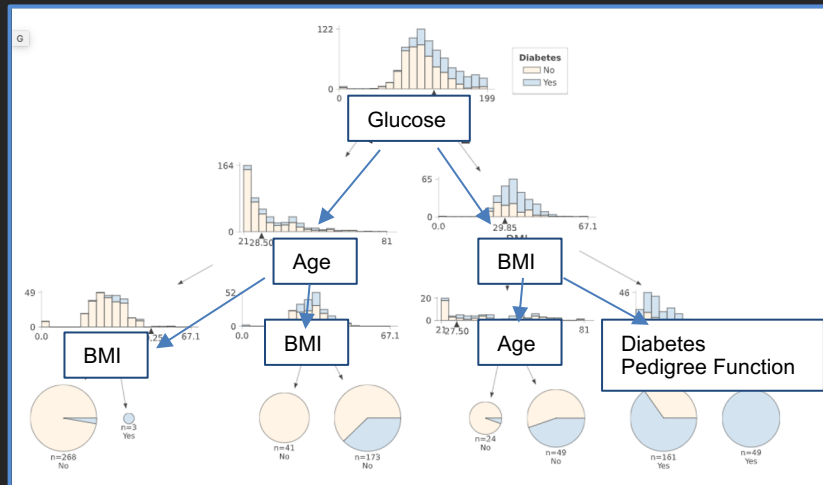 G
122
Diabetes
No
Yes
0
0
199
Glucose
164
65
0
0
21
28.50
81
0.0
29.85
67.1
Age
BMI
49
52
20
46
0
0
0
0.0
67.1
0.0
67.1
21
27.50
81
BMI
BMI
Age
Diabetes
Pedigree Function
n=268
No
n=3
Yes
n=41
No
n=173
No
n=24
No
n=49
No
n=161
Yes
n=49
Yes